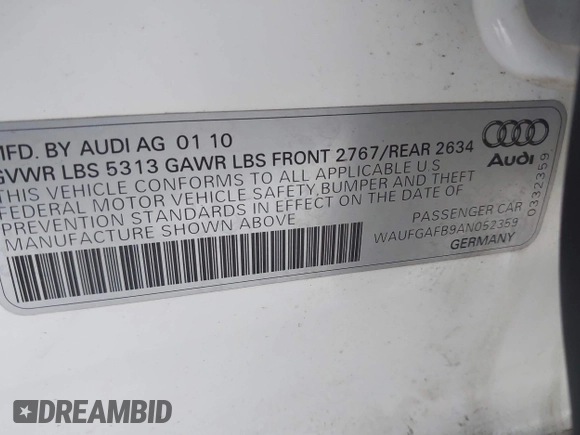 MFD. BY AUDI AG 01 10
GVWR LBS 5313 GAWR LBS FRONT 2767/REAR 2634
THIS VEHICLE CONFORMS TO ALL APPLICABLE U S
FEDERAL MOTOR VEHICLE SAFETY,BUMPER AND THEFT
PREVENTION STANDARDS IN EFFECT ON THE DATE OF
MANUFACTURE SHOWN ABOVE
Audi
0332359
PASSENGER CAR
WAUFGAFB9AN052359
GERMANY
DREAMBID